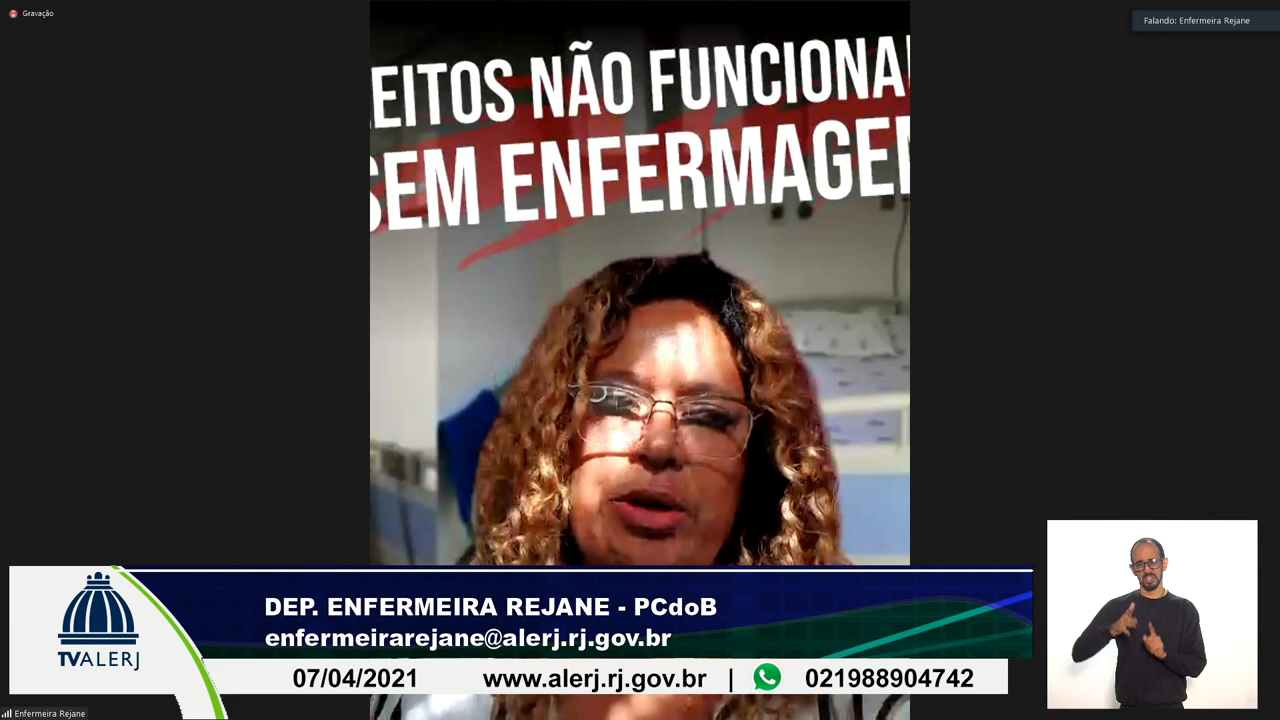 Gravação
Falando: Enfermeira Rejane
EITOS NÃO FUNCIONA
SEM ENFERMAGEM
DEP. ENFERMEIRA REJANE - PCdoB
enfermeirarejane@alerj.rj.gov.br
TVALERJ
07/04/2021 www.alerj.rj.gov.br | 021988904742
Enfermeira Rejane